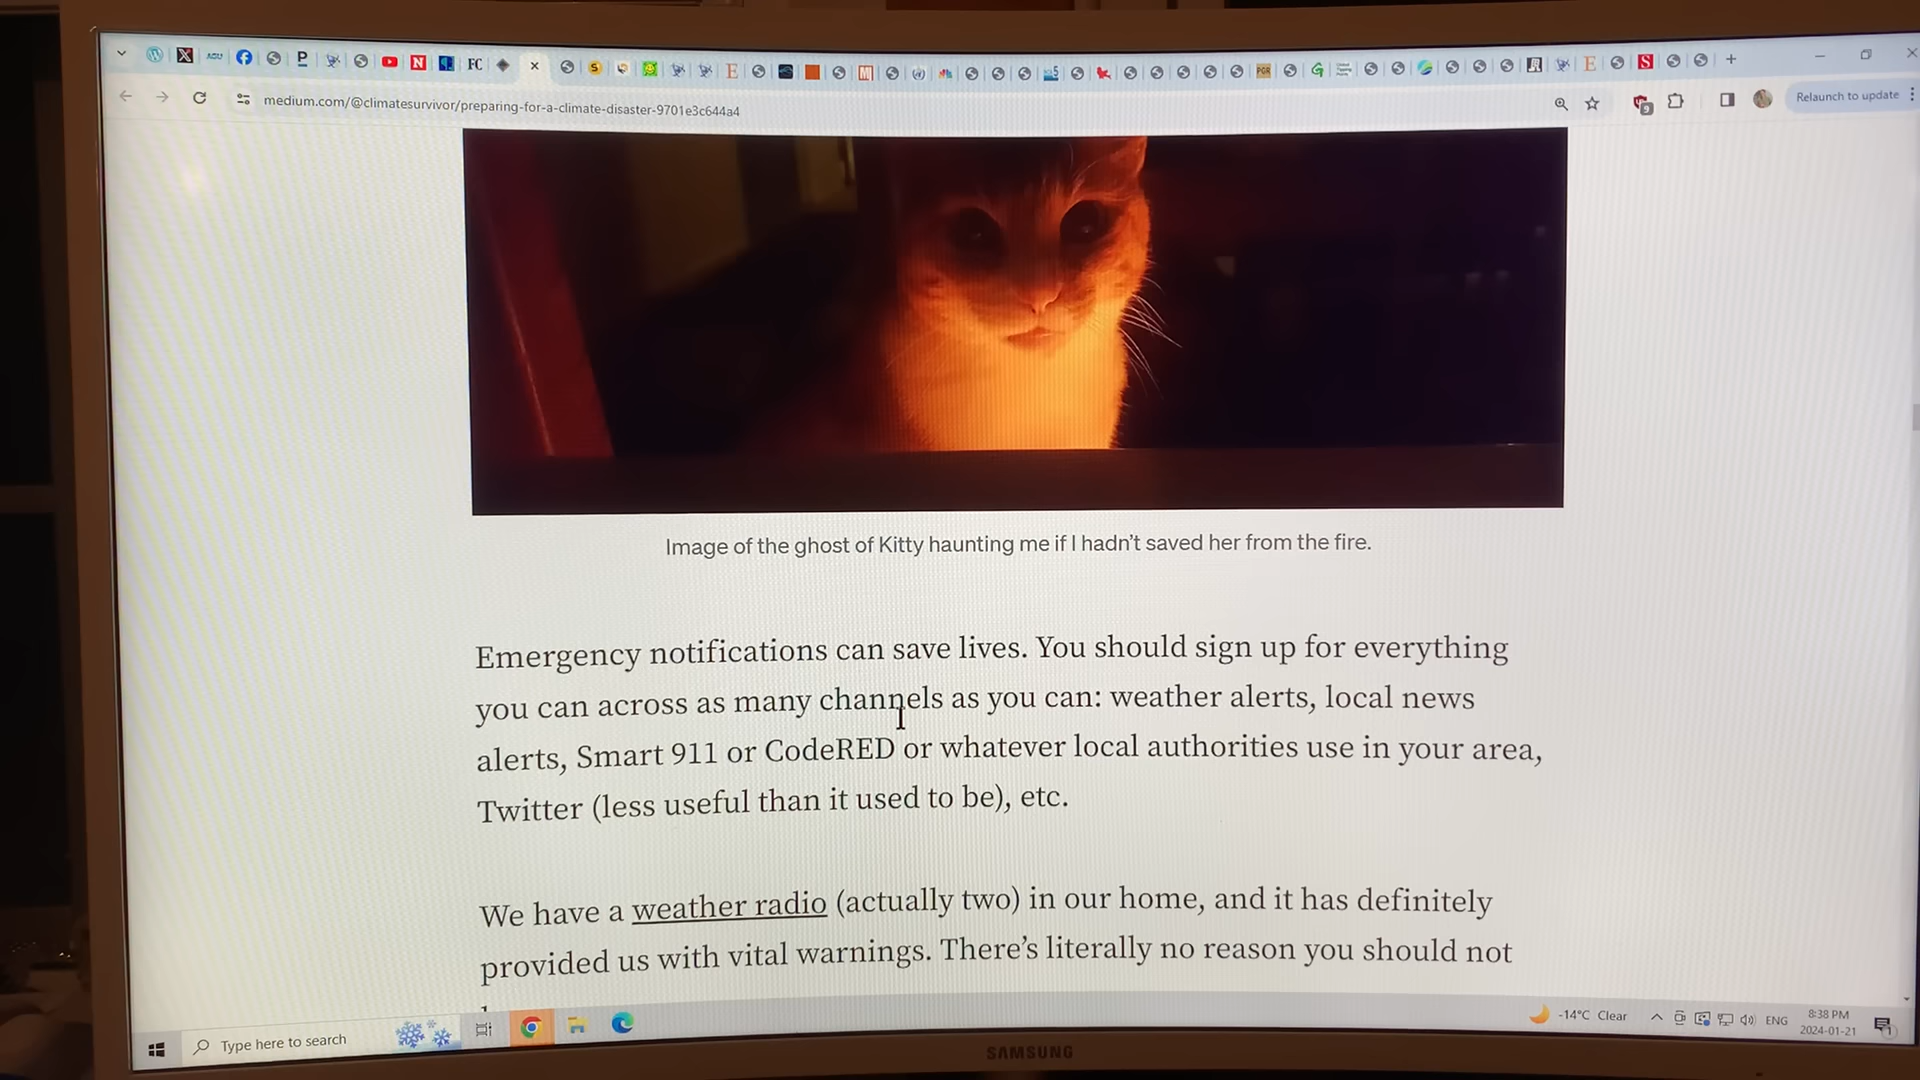 FC
medium.com/@climatesurvivor/preparing-for-a-climate-disaster-9701e3c644a4
Relaunch to update
Image of the ghost of Kitty haunting me if I hadn’t saved her from the fire.
Emergency notifications can save lives. You should sign up for everything
you can across as many channels as you can: weather alerts, local news
alerts, Smart 911 or CodeRED or whatever local authorities use in your area,
Twitter (less useful than it used to be), etc.
We have a weather radio (actually two) in our home, and it has definitely
provided us with vital warnings. There’s literally no reason you should not
Type here to search
-14°C Clear
ENG
8:38 PM
2024-01-21
SAMSUNG